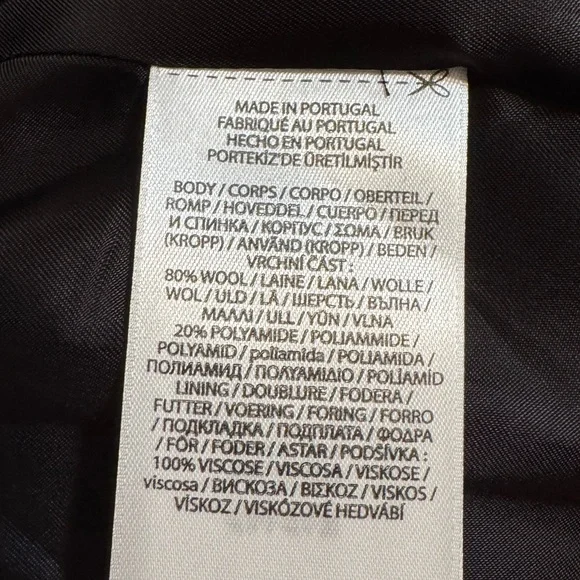 MADE IN PORTUGAL
FABRIQUÉ AU PORTUGAL
HECHO EN PORTUGAL
PORTEKİZ'DE ÜRETİLMİŞTİR
BODY / CORPS / CORPO / OBERTEIL /
ROMP / HOVEDDEL / CUERPO / ПЕРЕД
И СПИНКА / КОРПУС / ΣΩΜΑ / BRUK
(KROPP) / ANVÄND (KROPP) / BEDEN /
VRCHNÍ ČÁST :
80% WOOL / LAINE / LANA / WOLLE /
WOL / ULD / LÃ / ШЕРСТЬ / ВЪЛНА /
ΜΑΛΛΙ / ULL / YÜN / VLNA
20% POLYAMIDE / POLIAMMIDE /
POLYAMID / poliamida / POLIAMIDA /
ПОЛИАМИД / ΠΟΛΥΑΜΙΔΙΟ / POLİAMİD
LINING / DOUBLURE / FODERA /
FUTTER / VOERING / FORING / FORRO
/ ПОДКЛАДКА / ПОДПЛАТА / ΦΟΔΡΑ
/ FÔR / FODER / ASTAR / PODŠÍVKA :
100% VISCOSE / VISCOSA / VISKOSE /
viscosa / ВИСКОЗА / ΒΙΣΚΟΖ / VISKOS /
VİSKOZ / VISKÓZOVÉ HEDVÁBÍ